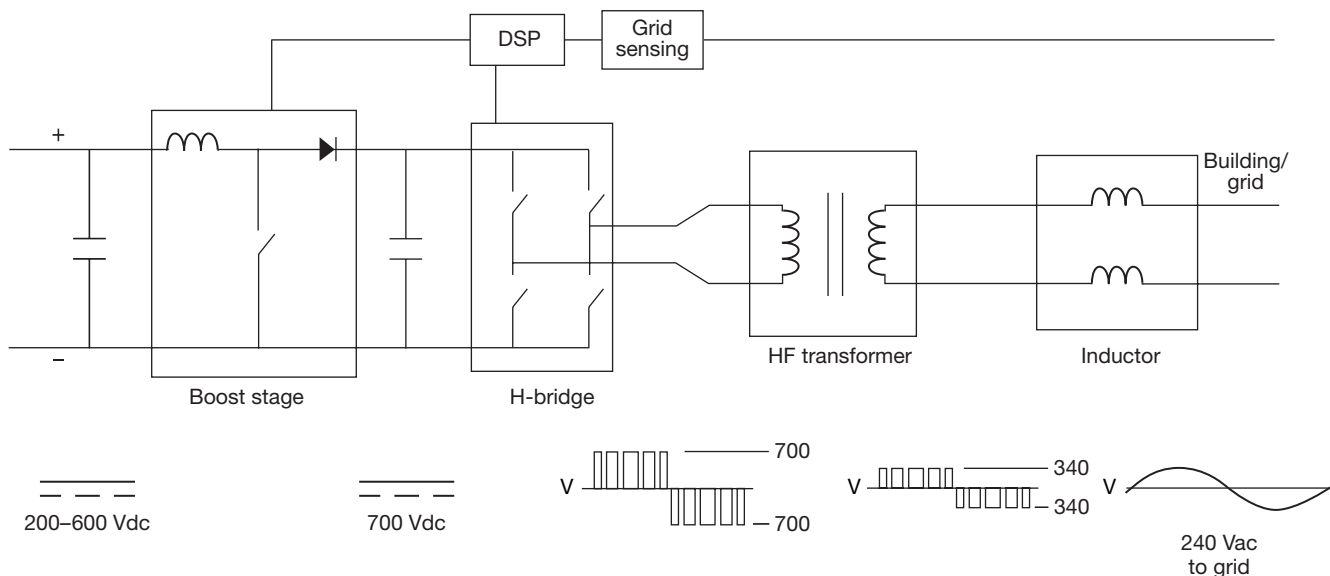 DSP
Grid
sensing
+
−
Building/
grid
Boost stage
H-bridge
HF transformer
Inductor
200–600 Vdc
700 Vdc
V
700
700
V
340
340
V
240 Vac
to grid